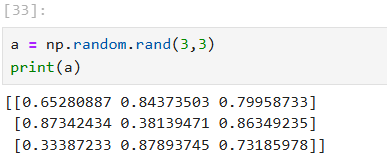 [33]:
a = np.random.rand(3,3)
print(a)
[[0.65280887 0.84373503 0.79958733]
[0.87342434 0.38139471 0.86349235]
[0.33387233 0.87893745 0.73185978]]